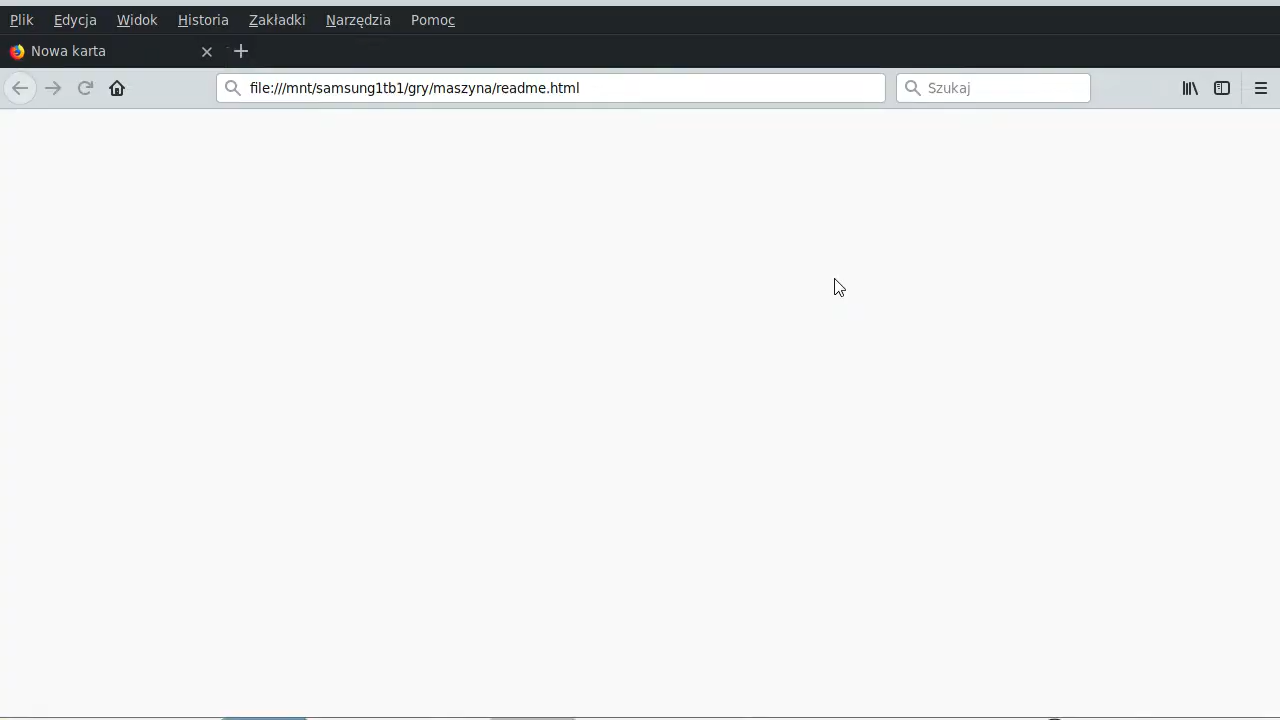 Plik Edycja Widok Historia Zakładki Narzędzia Pomoc
Nowa karta
file:///mnt/samsung1tb1/gry/maszyna/readme.html Szukaj